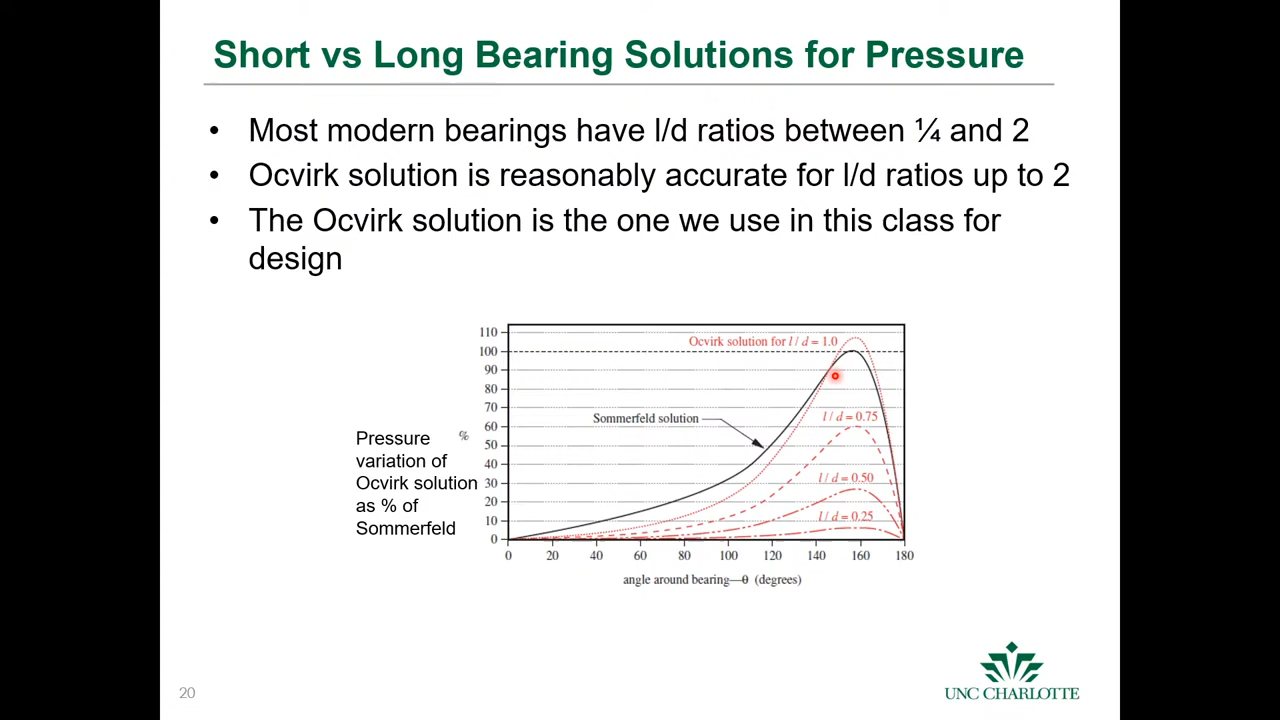 Short vs Long Bearing Solutions for Pressure
• Most modern bearings have l/d ratios between ¼ and 2
• Ocvirk solution is reasonably accurate for l/d ratios up to 2
• The Ocvirk solution is the one we use in this class for
design
110
100
90
80
70
60
50
40
30
20
10
0
%
Pressure
variation of
Ocvirk solution
as % of
Sommerfeld
Ocvirk solution for l / d = 1.0
Sommerfeld solution
l / d = 0.75
l / d = 0.50
l / d = 0.25
0 20 40 60 80 100 120 140 160 180
angle around bearing—θ (degrees)
20
UNC CHARLOTTE